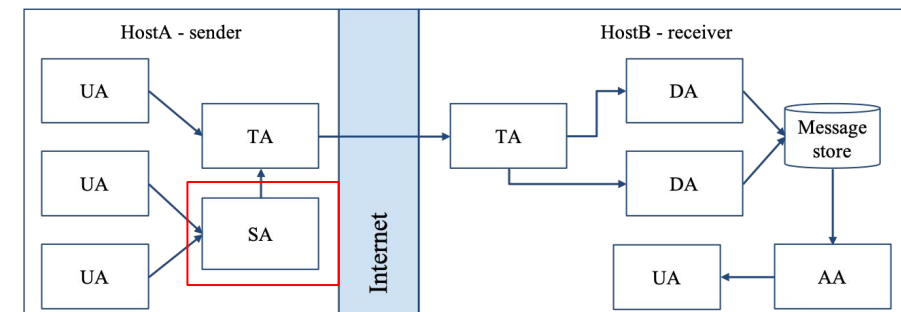 HostA - sender
HostB - receiver
UA
TA
UA
SA
UA
Internet
TA
DA
DA
Message
store
UA
AA